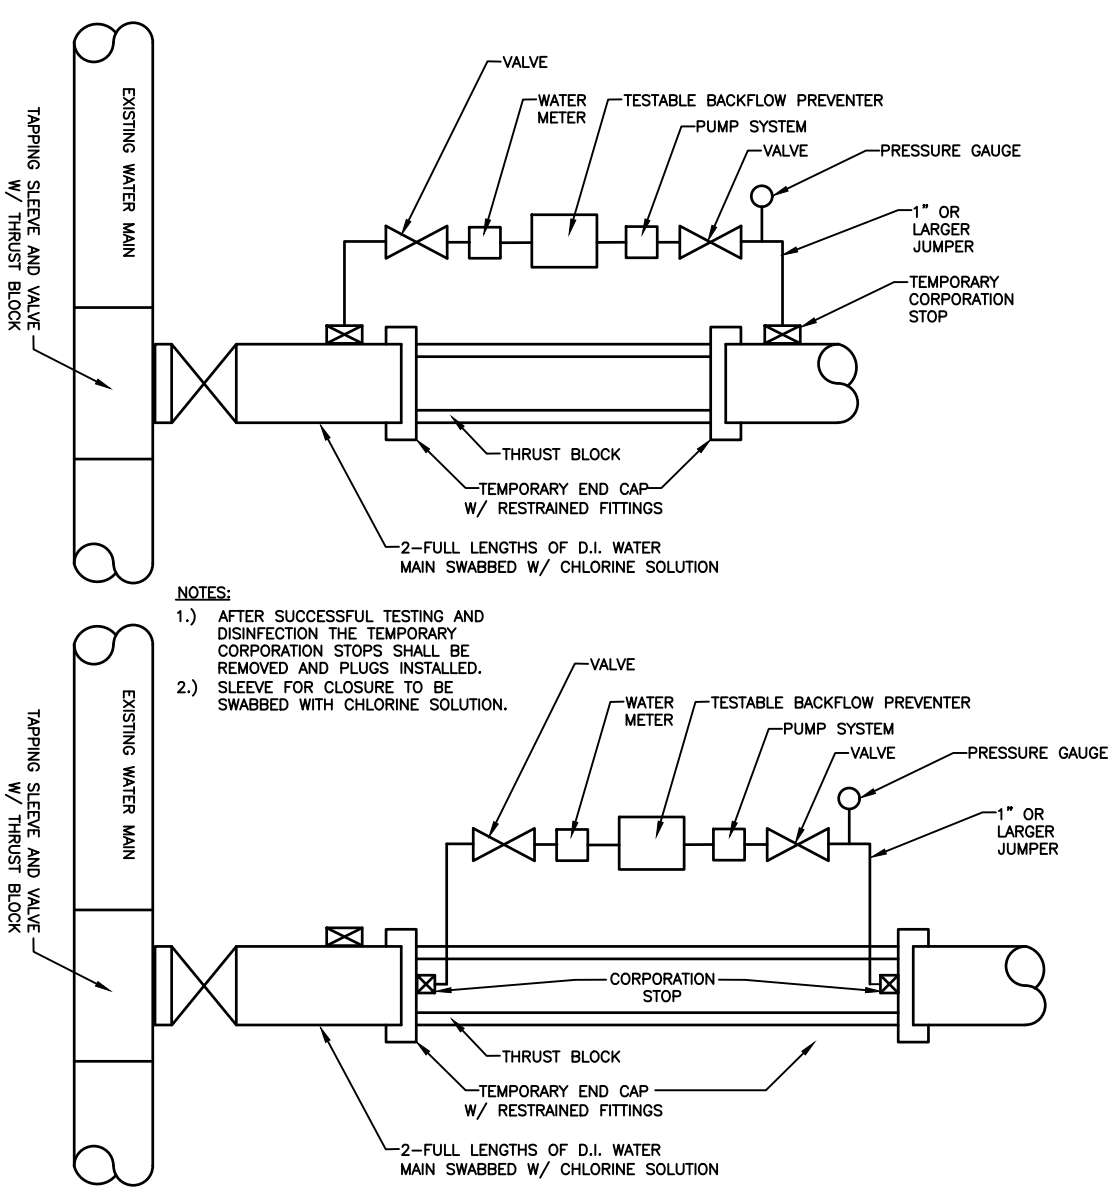 VALVE
WATER
METER
TESTABLE BACKFLOW PREVENTER
PUMP SYSTEM
VALVE
PRESSURE GAUGE
1" OR
LARGER
JUMPER
TEMPORARY
CORPORATION
STOP
EXISTING WATER MAIN
TAPPING SLEEVE AND VALVE
W/ THRUST BLOCK
THRUST BLOCK
TEMPORARY END CAP
W/ RESTRAINED FITTINGS
2-FULL LENGTHS OF D.I. WATER
MAIN SWABBED W/ CHLORINE SOLUTION
NOTES:
1.) AFTER SUCCESSFUL TESTING AND
DISINFECTION THE TEMPORARY
CORPORATION STOPS SHALL BE
REMOVED AND PLUGS INSTALLED.
2.) SLEEVE FOR CLOSURE TO BE
SWABBED WITH CHLORINE SOLUTION.
VALVE
WATER
METER
TESTABLE BACKFLOW PREVENTER
PUMP SYSTEM
VALVE
PRESSURE GAUGE
1" OR
LARGER
JUMPER
EXISTING WATER MAIN
TAPPING SLEEVE AND VALVE
W/ THRUST BLOCK
CORPORATION
STOP
THRUST BLOCK
TEMPORARY END CAP
W/ RESTRAINED FITTINGS
2-FULL LENGTHS OF D.I. WATER
MAIN SWABBED W/ CHLORINE SOLUTION